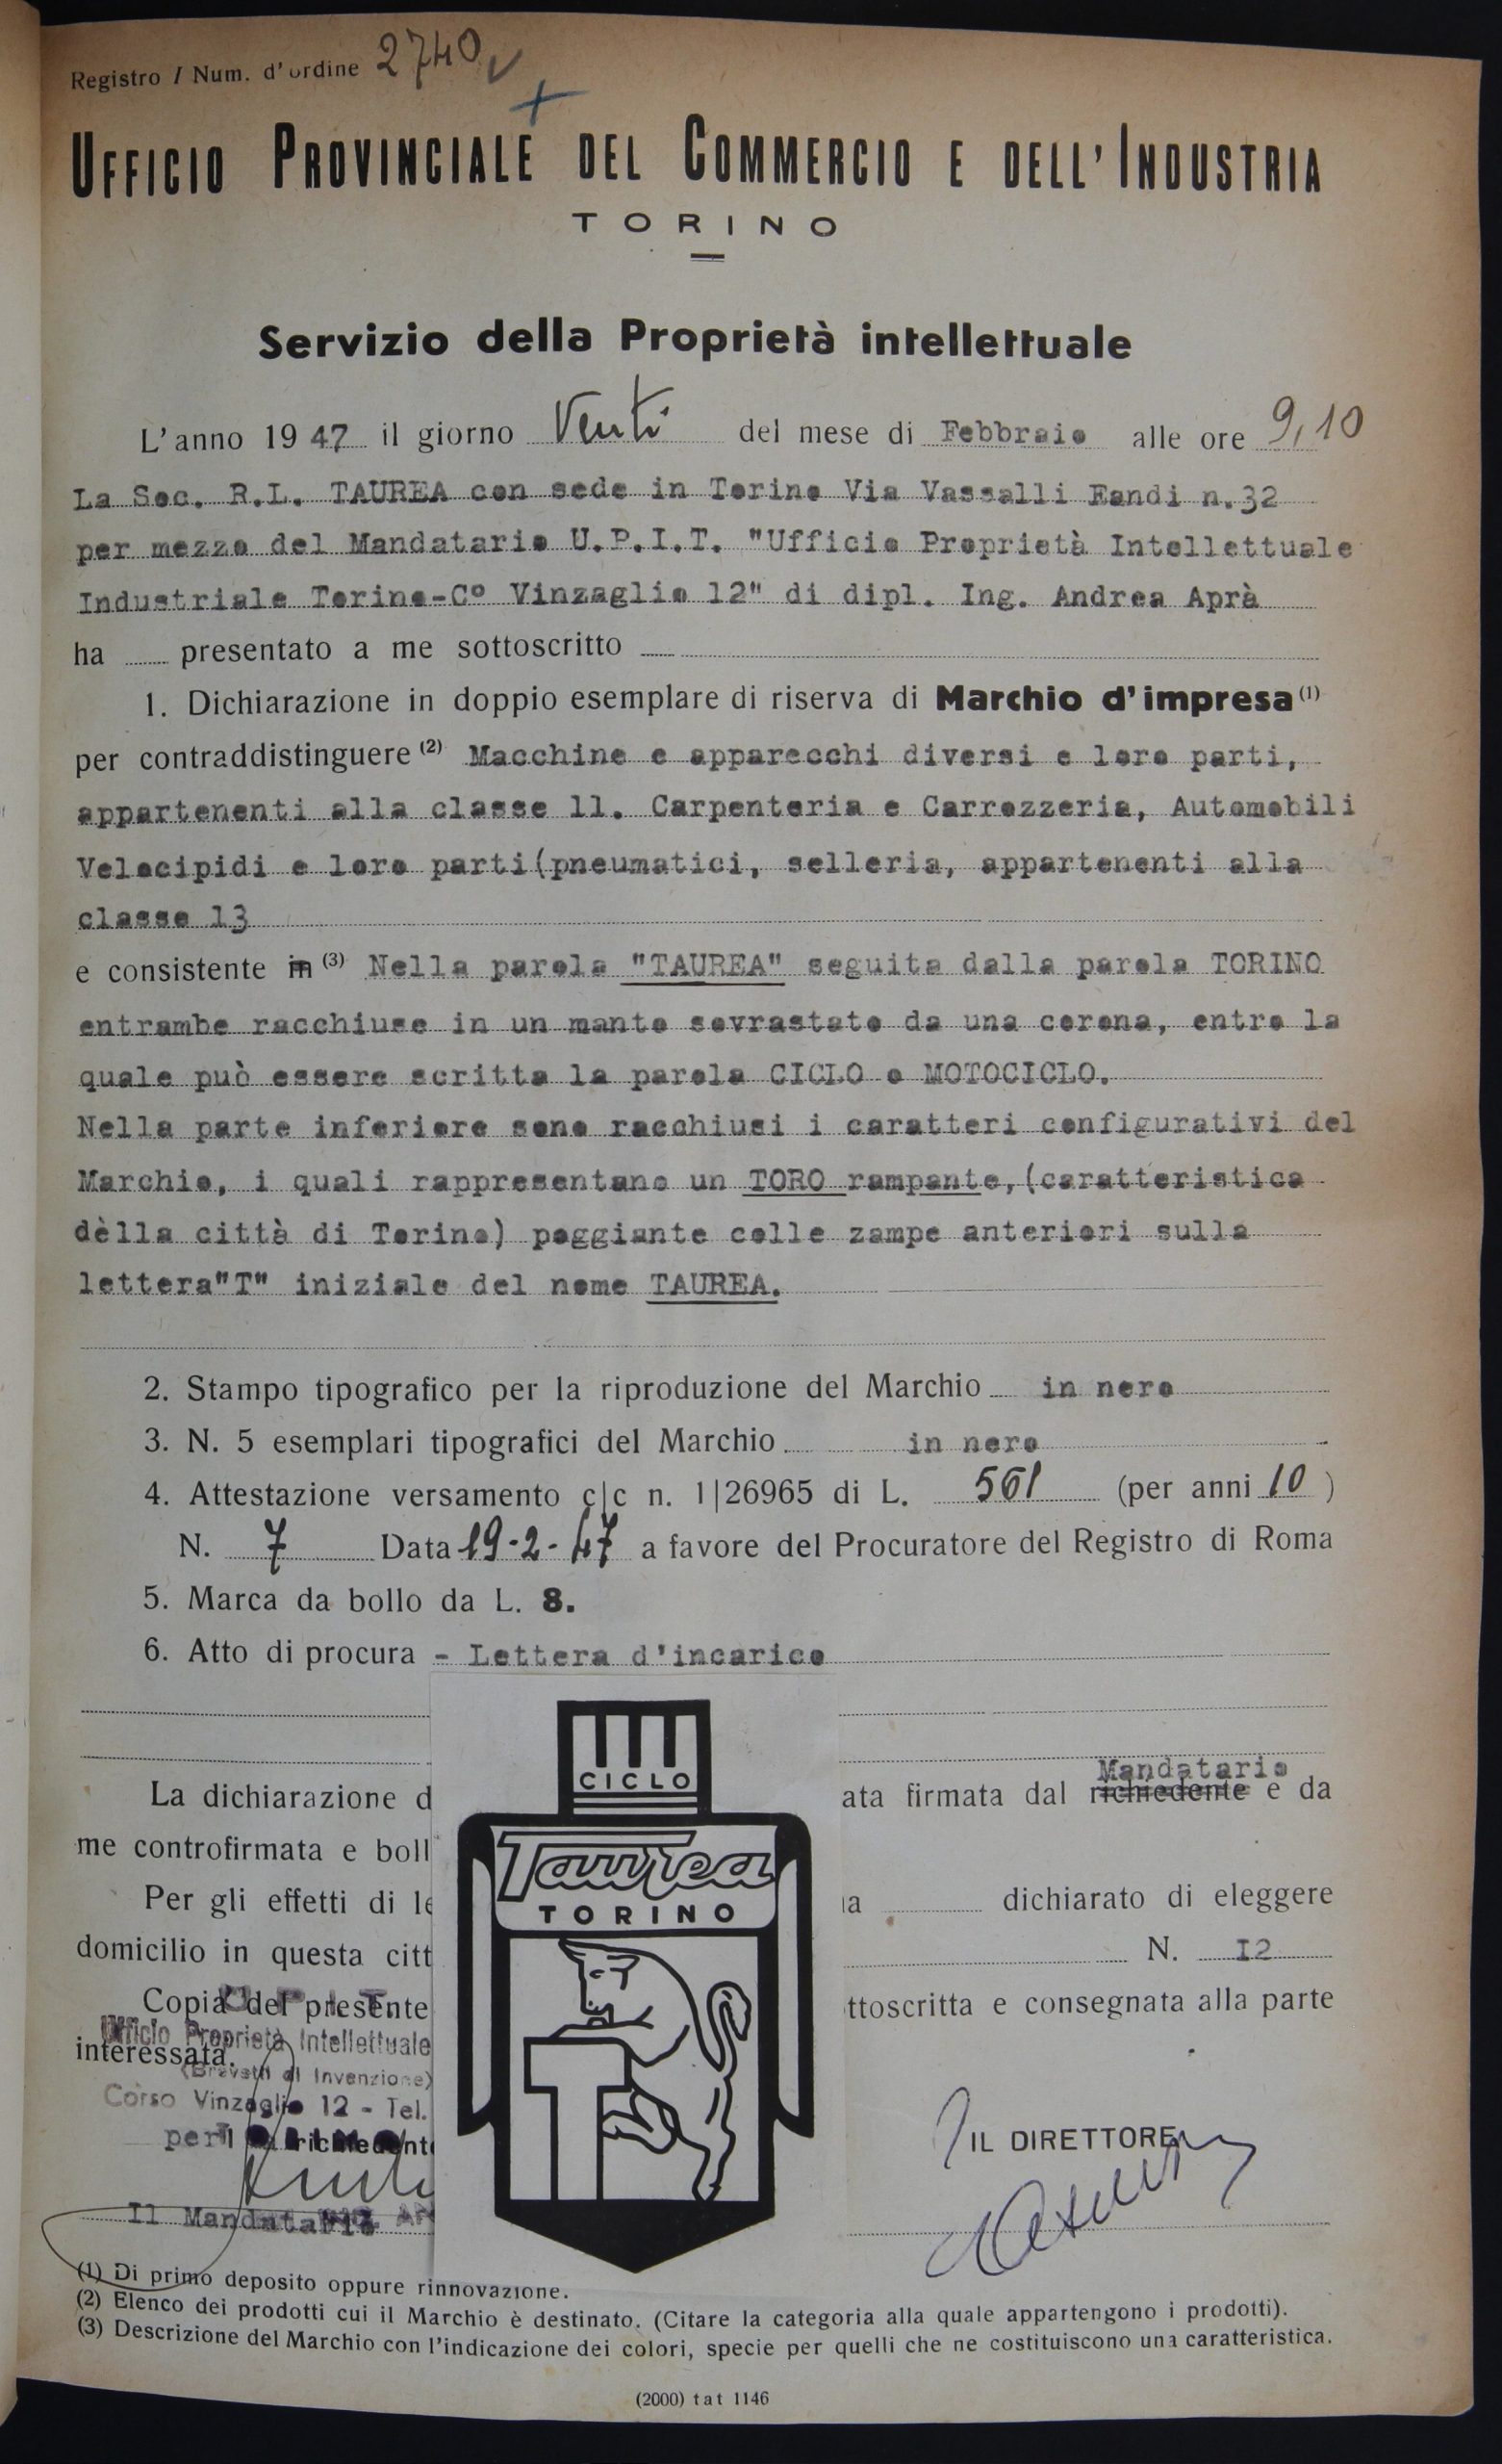 Registro I Num. d'ordine 2740
UFFICIO PROVINCIALE DEL COMMERCIO E DELL'INDUSTRIA
TORINO
Servizio della Proprietà intellettuale
L'anno 19 47 il giorno Venti del mese di Febbraio alle ore 9,10
La Soc. R.L. TAUREA con sede in Torino Via Vassalli Eandi n.32
per mezzo del Mandatario U.P.I.T. "Ufficio Proprietà Intellettuale
Industriale Torino-Cº Vinzaglio 12" di dipl. Ing. Andrea Aprà
ha presentato a me sottoscritto
1. Dichiarazione in doppio esemplare di riserva di Marchio d'impresa (1)
per contraddistinguere (2) Macchine e apparecchi diversi e loro parti,
appartenenti alla classe 11. Carpenteria e Carrozzeria, Automobili
Velocipidi e loro parti(pneumatici, selleria, appartenenti alla
classe 13
e consistente in (3) Nella parola "TAUREA" seguita dalla parola TORINO
entrambe racchiuse in un manto sovrastato da una corona, entro la
quale può essere scritta la parola CICLO o MOTOCICLO.
Nella parte inferiore sono racchiusi i caratteri configurativi del
Marchio, i quali rappresentano un TORO rampante,(caratteristica
dèlla città di Torino) poggiante colle zampe anteriori sulla
lettera"T" iniziale del nome TAUREA.
2. Stampo tipografico per la riproduzione del Marchio in nero
3. N. 5 esemplari tipografici del Marchio in nero
4. Attestazione versamento c/c n. 1|26965 di L. 561 (per anni 10 )
N. 7 Data 19-2-47 a favore del Procuratore del Registro di Roma
5. Marca da bollo da L. 8.
6. Atto di procura - Lettera d'incarico
CICLO
Taurea
TORINO
T
Mandatario
La dichiarazione d ata firmata dal richiedente e da
me controfirmata e boll
Per gli effetti di le na dichiarato di eleggere
domicilio in questa citt N. I2
Copia del presente ttoscritta e consegnata alla parte
interessata.
U. P. I. T.
Ufficio Proprietà Intellettuale
(Brevetti di Invenzione)
Corso Vinzaglio 12 - Tel.
per il richiedente
Il Mandatario
IL DIRETTORE
(1) Di primo deposito oppure rinnovazione.
(2) Elenco dei prodotti cui il Marchio è destinato. (Citare la categoria alla quale appartengono i prodotti).
(3) Descrizione del Marchio con l'indicazione dei colori, specie per quelli che ne costituiscono una caratteristica.
(2000) tat 1146